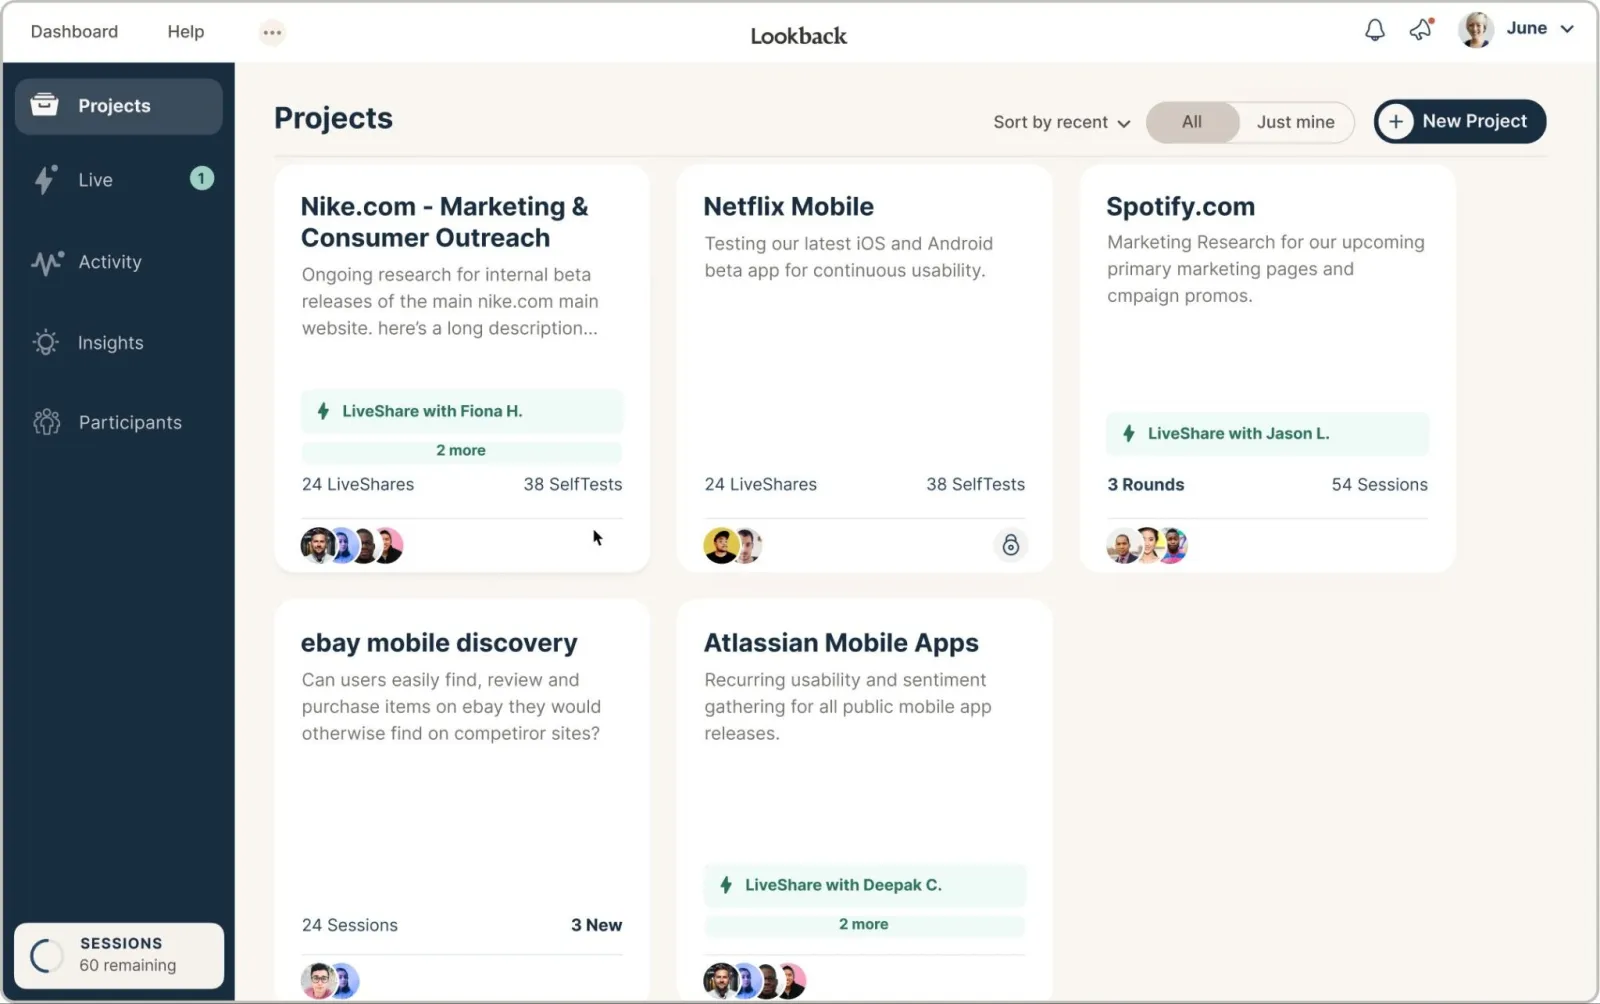 Dashboard
Help
Lookback
June
Projects
Live
1
Activity
Insights
Participants
SESSIONS
60 remaining
Projects
Sort by recent
All
Just mine
New Project
Nike.com - Marketing &
Consumer Outreach
Ongoing research for internal beta
releases of the main nike.com main
website. here's a long description...
LiveShare with Fiona H.
2 more
24 LiveShares
38 SelfTests
Netflix Mobile
Testing our latest iOS and Android
beta app for continuous usability.
24 LiveShares
38 SelfTests
Spotify.com
Marketing Research for our upcoming
primary marketing pages and
cmpaign promos.
LiveShare with Jason L.
3 Rounds
54 Sessions
ebay mobile discovery
Can users easily find, review and
purchase items on ebay they would
otherwise find on competiror sites?
24 Sessions
3 New
Atlassian Mobile Apps
Recurring usability and sentiment
gathering for all public mobile app
releases.
LiveShare with Deepak C.
2 more